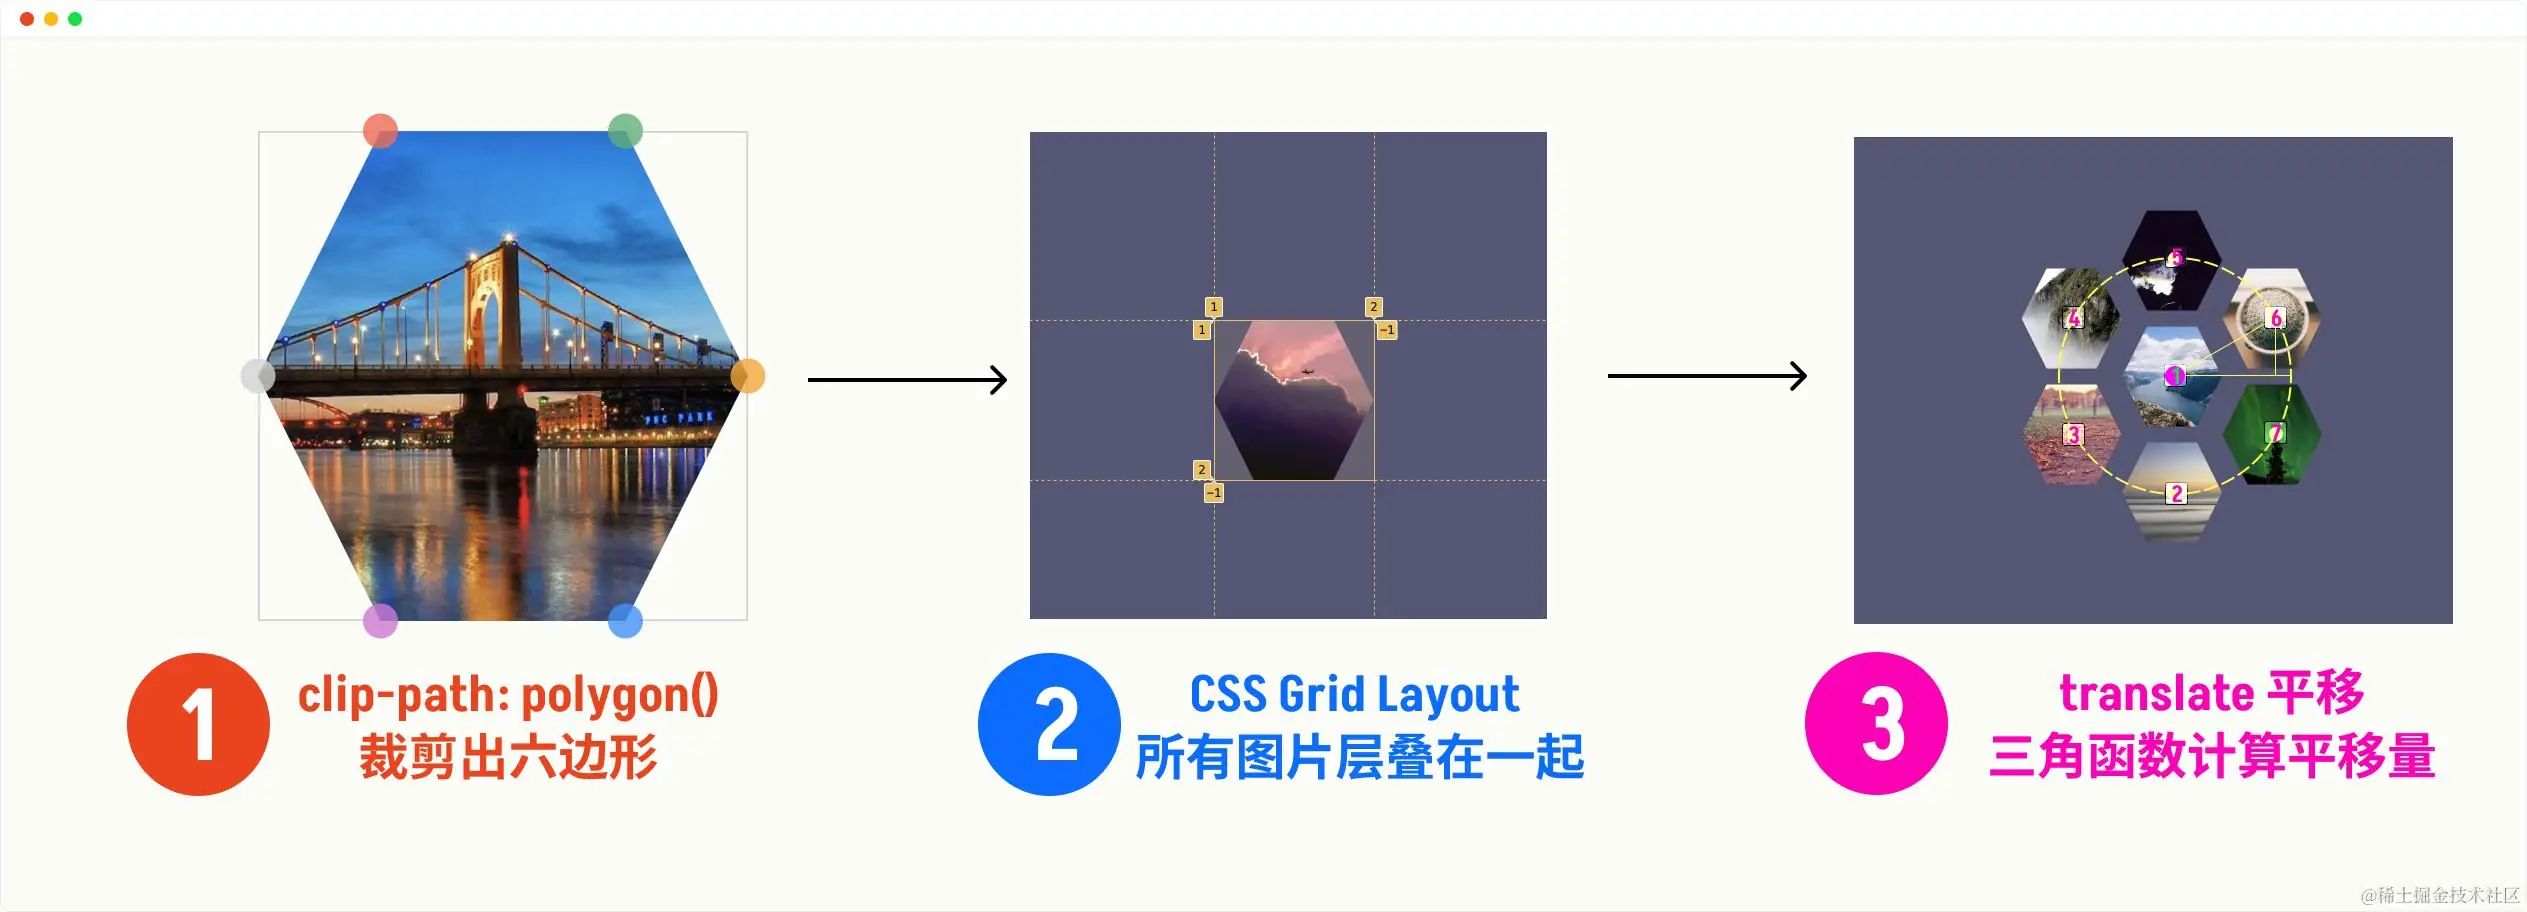 1
2
1
−1
2
−1
5
4
6
1
3
7
2
PNC PARK
1
clip-path: polygon()
裁剪出六边形
2
CSS Grid Layout
所有图片层叠在一起
3
translate 平移
三角函数计算平移量
@稀土掘金技术社区